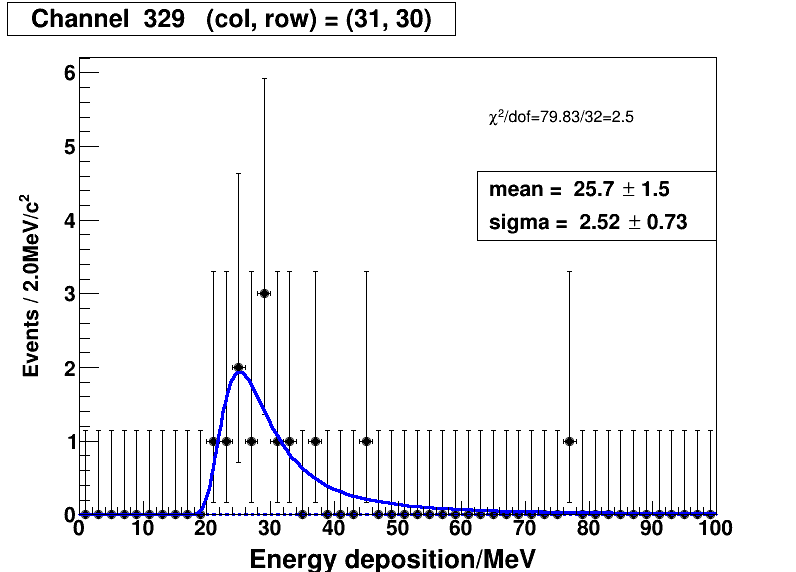 Channel 329 (col, row) = (31, 30)
χ²/dof=79.83/32=2.5
mean = 25.7 ± 1.5
sigma = 2.52 ± 0.73
Events / 2.0MeV/c²
6
5
4
3
2
1
0
0 10 20 30 40 50 60 70 80 90 100
Energy deposition/MeV